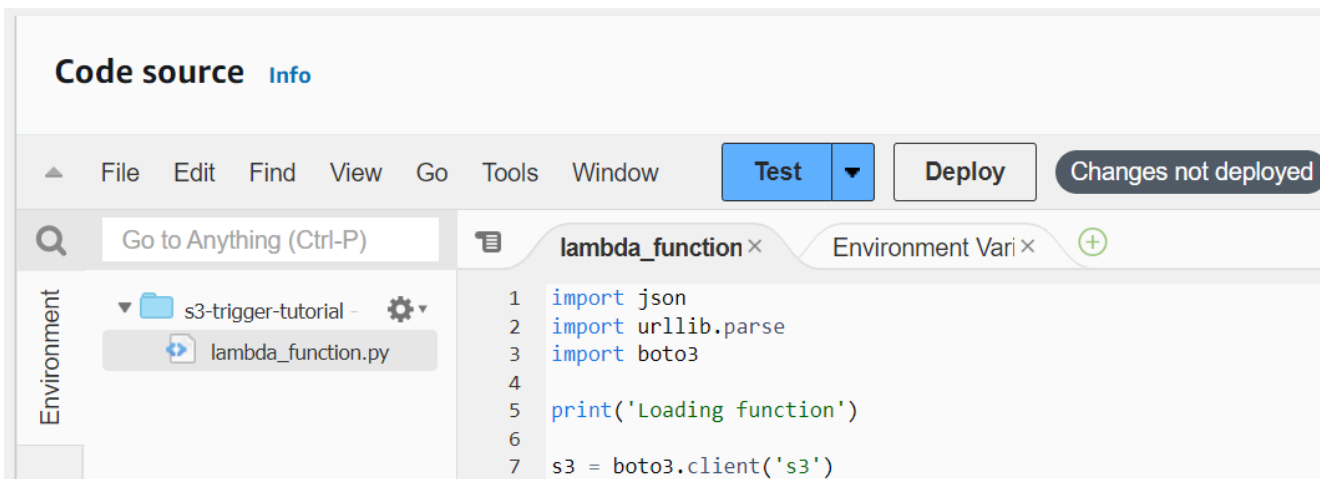 Code source Info
File Edit Find View Go Tools Window Test Deploy Changes not deployed
Go to Anything (Ctrl-P)
lambda_function Environment Vari
Environment
s3-trigger-tutorial -
lambda_function.py
1 import json
2 import urllib.parse
3 import boto3
4
5 print('Loading function')
6
7 s3 = boto3.client('s3')